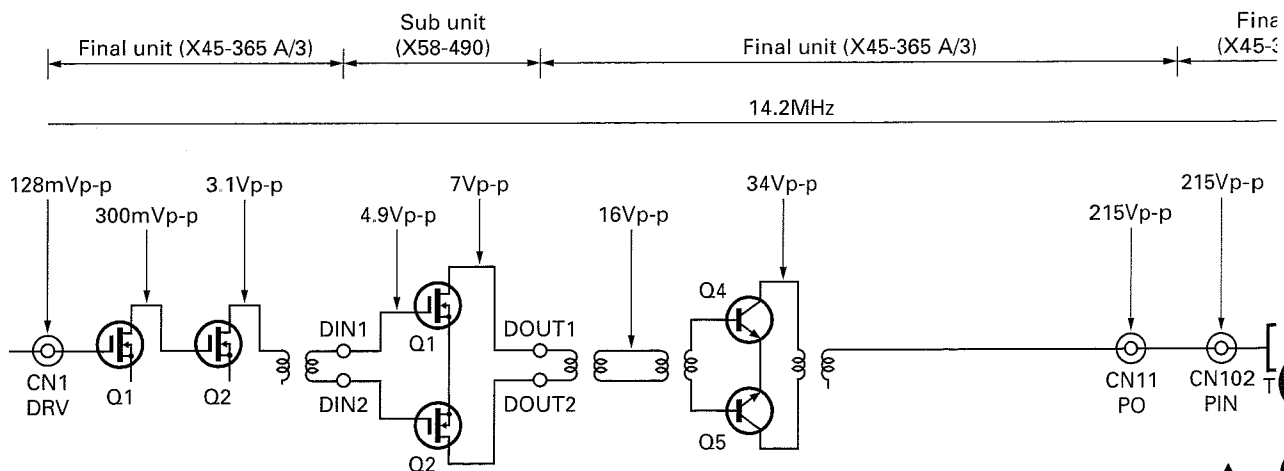 Final unit (X45-365 A/3)
Sub unit
(X58-490)
Final unit (X45-365 A/3)
(X45-
14.2MHz
128mVp-p
300mVp-p
3.1Vp-p
4.9Vp-p
7Vp-p
16Vp-p
34Vp-p
215Vp-p
215Vp-p
CN1
DRV
Q1
Q2
DIN1
DIN2
Q1
Q2
DOUT1
DOUT2
Q4
Q5
CN11
PO
CN102
PIN
T